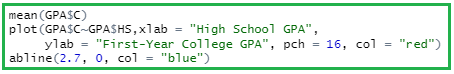 mean(GPA$C)
plot(GPA$C~GPA$HS,xlab = "High School GPA",
ylab = "First-Year College GPA", pch = 16, col = "red")
abline(2.7, 0, col = "blue")